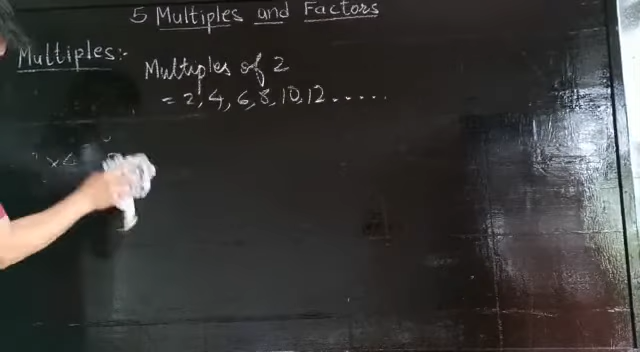 5 Multiples and Factors
Multiples:-
Multiples of 2
= 2, 4, 6, 8, 10, 12 . . . . . .